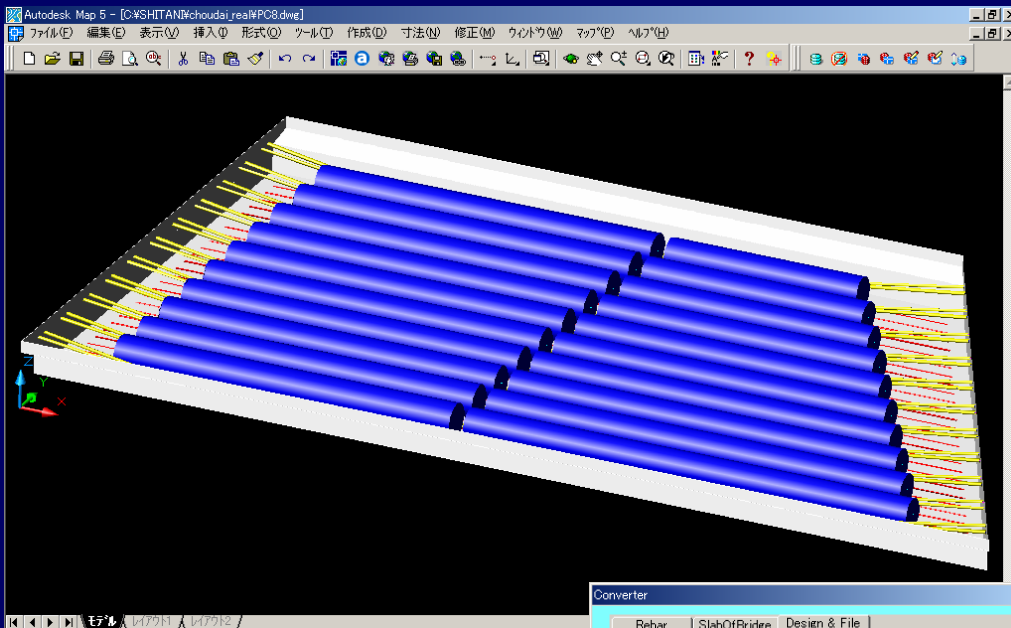 Autodesk Map 5 - [C:¥SHITANI¥choudai_real¥PC8.dwg]
ファイル(F) 編集(E) 表示(V) 挿入(I) 形式(O) ツール(T) 作成(D) 寸法(N) 修正(M) ウィンドウ(W) マップ(P) ヘルプ(H)
Z
Y
X
モデル レイアウト1 レイアウト2
Converter
Rebar SlabOfBridge Design & File